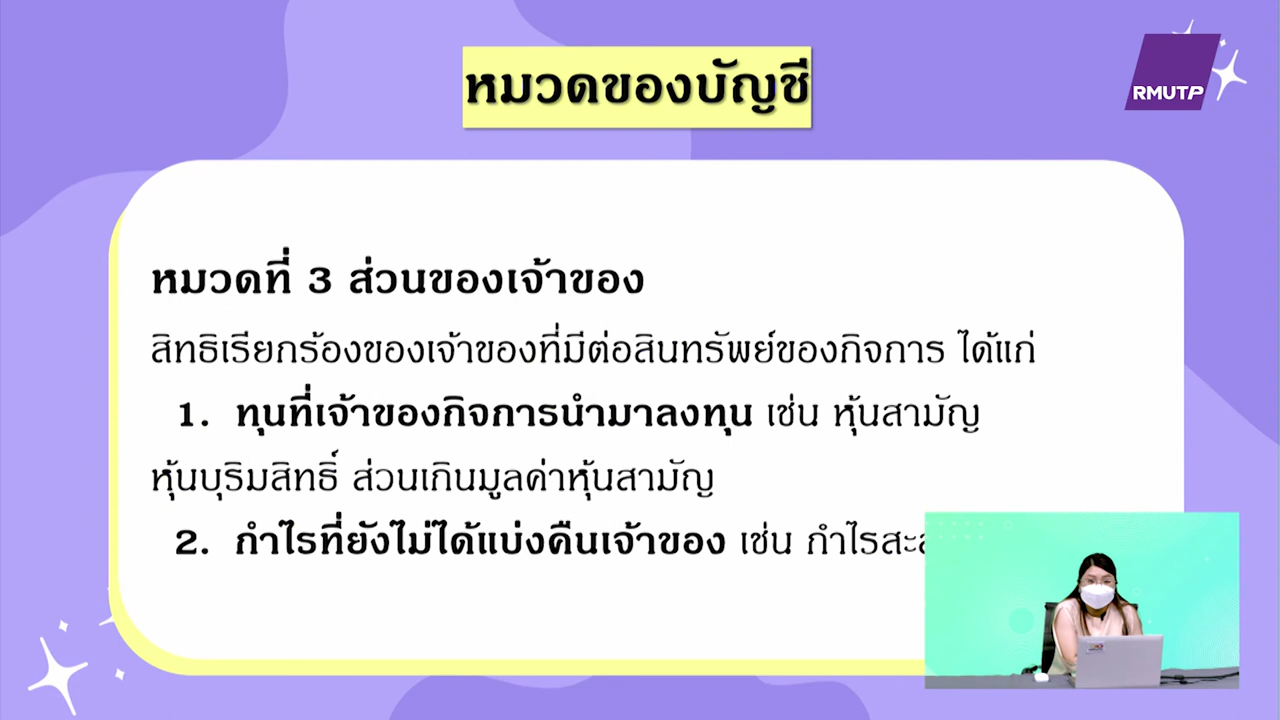 หมวดของบัญชี
RMUTP
หมวดที่ 3 ส่วนของเจ้าของ
สิทธิเรียกร้องของเจ้าของที่มีต่อสินทรัพย์ของกิจการ ได้แก่
1. ทุนที่เจ้าของกิจการนำมาลงทุน เช่น หุ้นสามัญ
หุ้นบุริมสิทธิ์ ส่วนเกินมูลค่าหุ้นสามัญ
2. กำไรที่ยังไม่ได้แบ่งคืนเจ้าของ เช่น